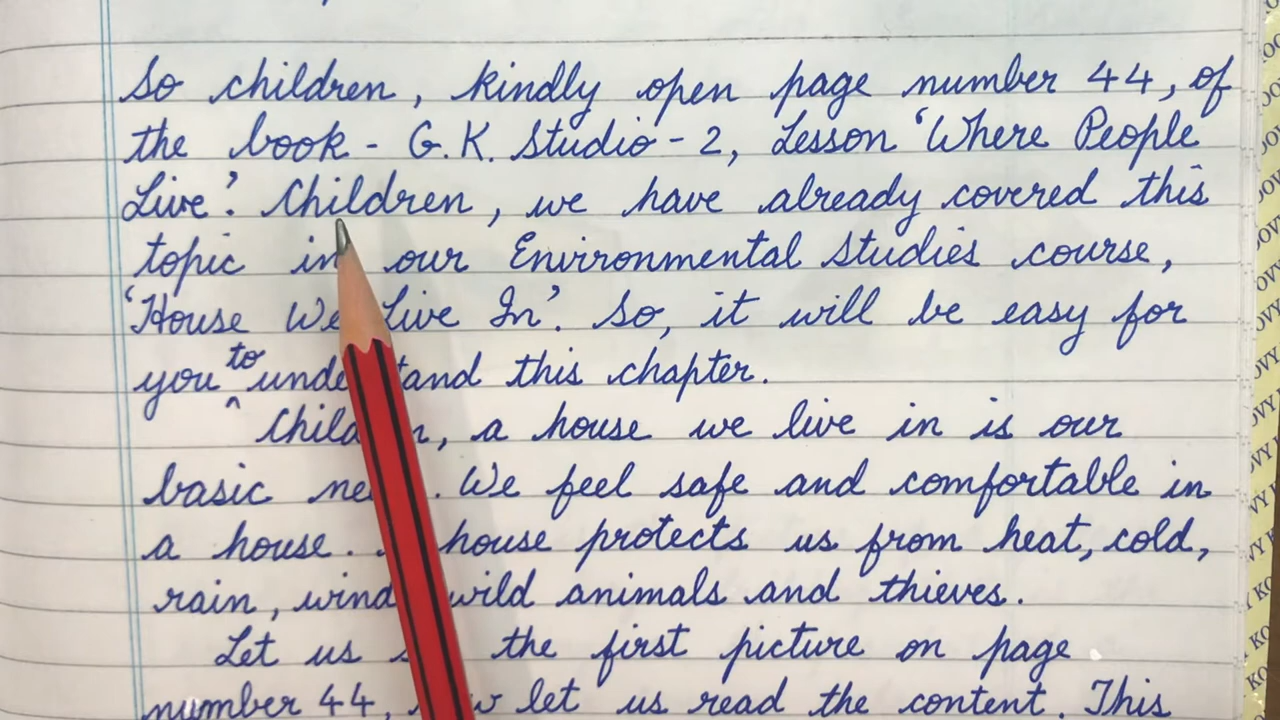 So children, kindly open page number 44, of
the book - G.K. Studio - 2, Lesson 'Where People
Live'. Children, we have already covered this
topic in our Environmental Studies course,
'House We Live In'. So, it will be easy for
you to understand this chapter.
Children, a house we live in is our
basic . We feel safe and comfortable in
a house. house protects us from heat, cold,
rain, wind wild animals and thieves.
Let us the first picture on page
number 44, let us read the content. This